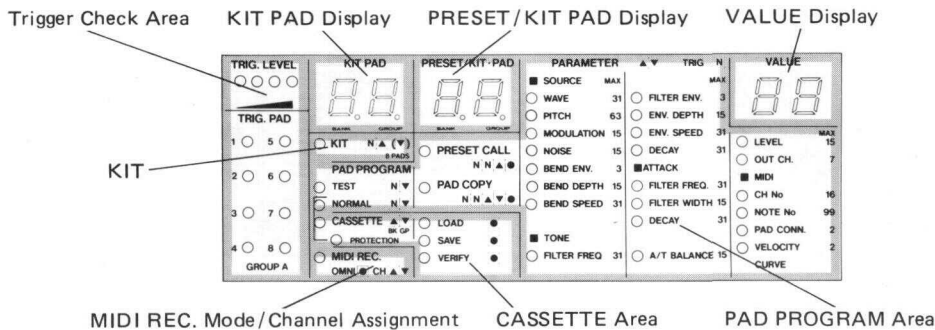 Trigger Check Area
KIT PAD Display
PRESET/KIT PAD Display
VALUE Display
TRIG. LEVEL
TRIG. PAD
1 5
2 6
3 7
4 8
GROUP A
KIT PAD
BANK GROUP
KIT N ▲ (▼)
8 PADS
PAD PROGRAM
TEST N ▼
NORMAL N ▼
CASSETTE ▲ ▼
BK GP
PROTECTION
MIDI REC.
OMNI ● CH ▲ ▼
PRESET/KIT·PAD
BANK GROUP
PRESET CALL
N N ▲ ●
PAD COPY
N N ▲ ▼ ●
LOAD ●
SAVE ●
VERIFY ●
PARAMETER ▲ ▼ TRIG N
■ SOURCE MAX
WAVE 31
PITCH 63
MODULATION 15
NOISE 15
BEND ENV. 3
BEND DEPTH 15
BEND SPEED 31
■ TONE
FILTER FREQ 31
MAX
FILTER ENV. 3
ENV. DEPTH 15
ENV. SPEED 31
DECAY 31
■ATTACK
FILTER FREQ. 31
FILTER WIDTH 15
DECAY 31
A/T BALANCE 15
VALUE
MAX
LEVEL 15
OUT CH. 7
■ MIDI
CH No 16
NOTE No 99
PAD CONN. 2
VELOCITY 2
CURVE
KIT
MIDI REC. Mode/Channel Assignment
CASSETTE Area
PAD PROGRAM Area